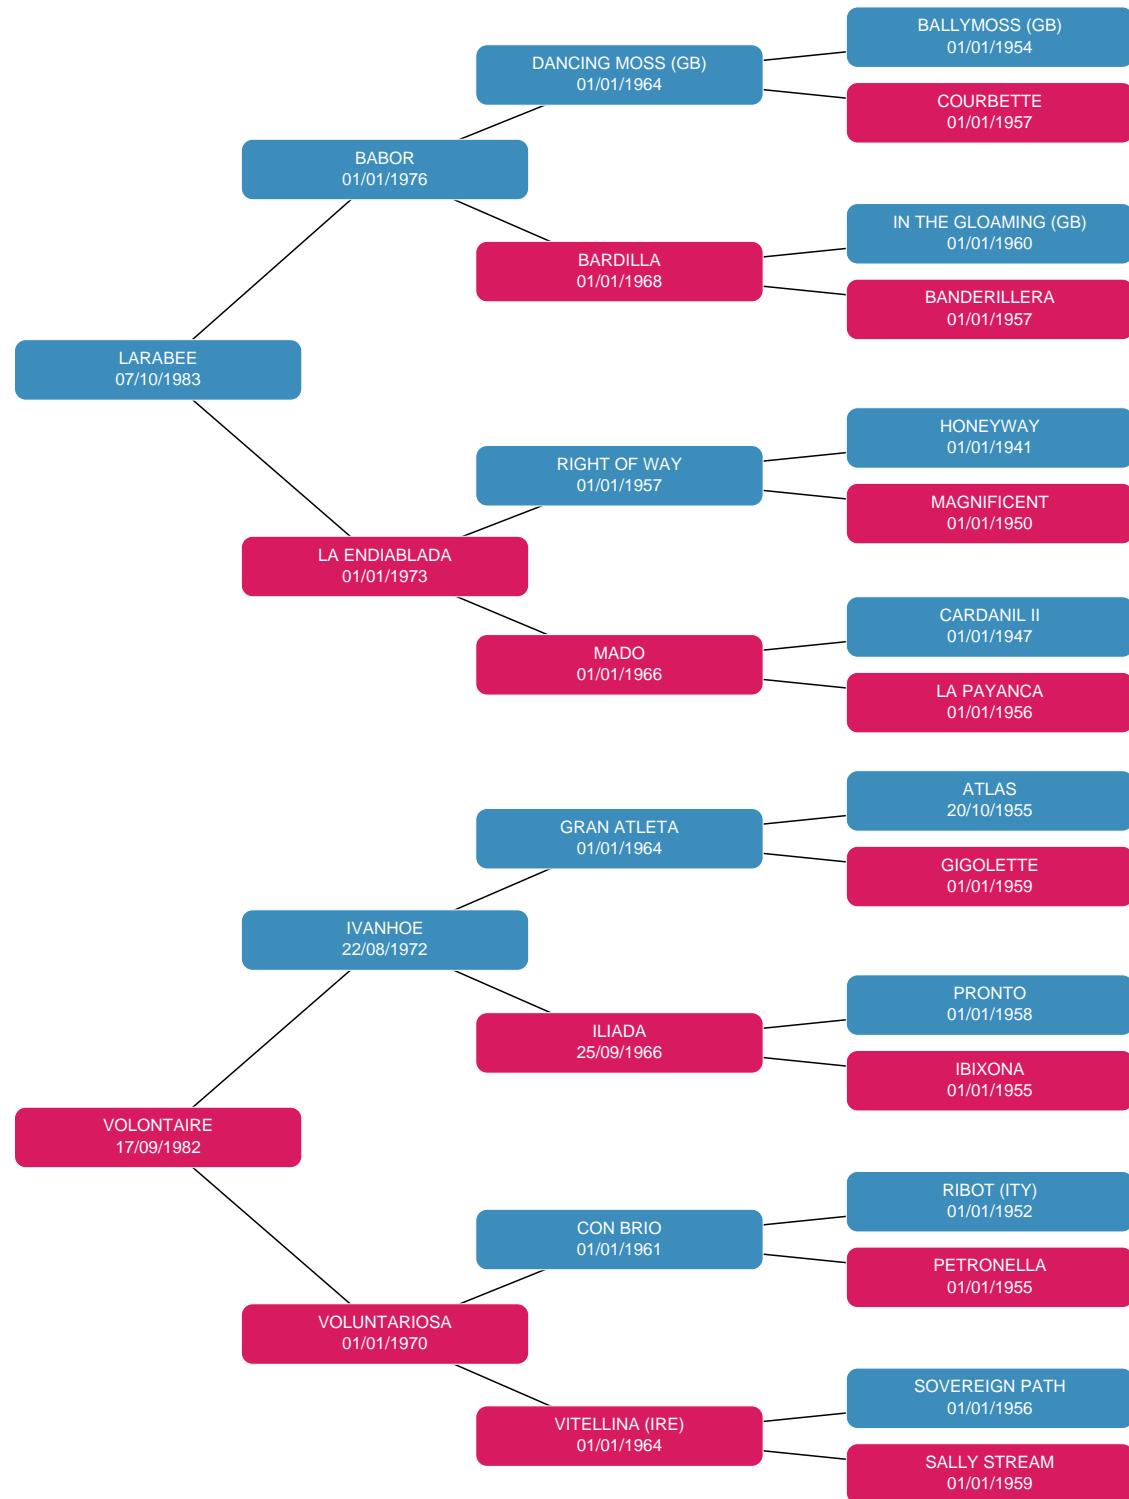 BALLYMOSS (GB)
01/01/1954
DANCING MOSS (GB)
01/01/1964
COURBETTE
01/01/1957
BABOR
01/01/1976
IN THE GLOAMING (GB)
01/01/1960
BARDILLA
01/01/1968
BANDERILLERA
01/01/1957
LARABEE
07/10/1983
HONEYWAY
01/01/1941
RIGHT OF WAY
01/01/1957
MAGNIFICENT
01/01/1950
LA ENDIABLADA
01/01/1973
CARDANIL II
01/01/1947
MADO
01/01/1966
LA PAYANCA
01/01/1956
ATLAS
20/10/1955
GRAN ATLETA
01/01/1964
GIGOLETTE
01/01/1959
IVANHOE
22/08/1972
PRONTO
01/01/1958
ILIADA
25/09/1966
IBIXONA
01/01/1955
VOLONTAIRE
17/09/1982
RIBOT (ITY)
01/01/1952
CON BRIO
01/01/1961
PETRONELLA
01/01/1955
VOLUNTARIOSA
01/01/1970
SOVEREIGN PATH
01/01/1956
VITELLINA (IRE)
01/01/1964
SALLY STREAM
01/01/1959